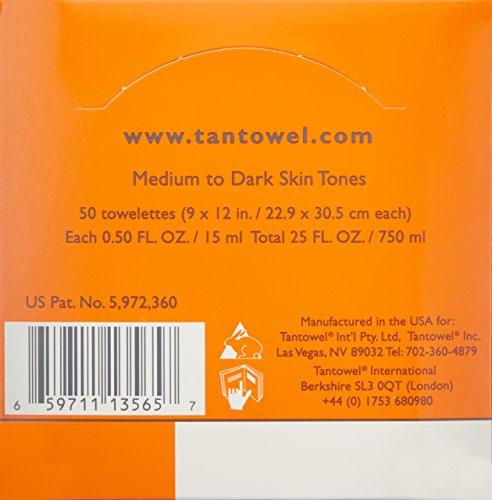 www.tantowel.com
Medium to Dark Skin Tones
50 towelettes (9 x 12 in. / 22.9 x 30.5 cm each)
Each 0.50 FL. OZ. / 15 ml Total 25 FL. OZ. / 750 ml
US Pat. No. 5,972,360
6 59711 13565 7
Manufactured in the USA for:
Tantowel® Int'l Pty. Ltd, Tantowel® Inc.
Las Vegas, NV 89032 Tel: 702-360-4879
Tantowel® International
Berkshire SL3 0QT (London)
+44 (0) 1753 680980